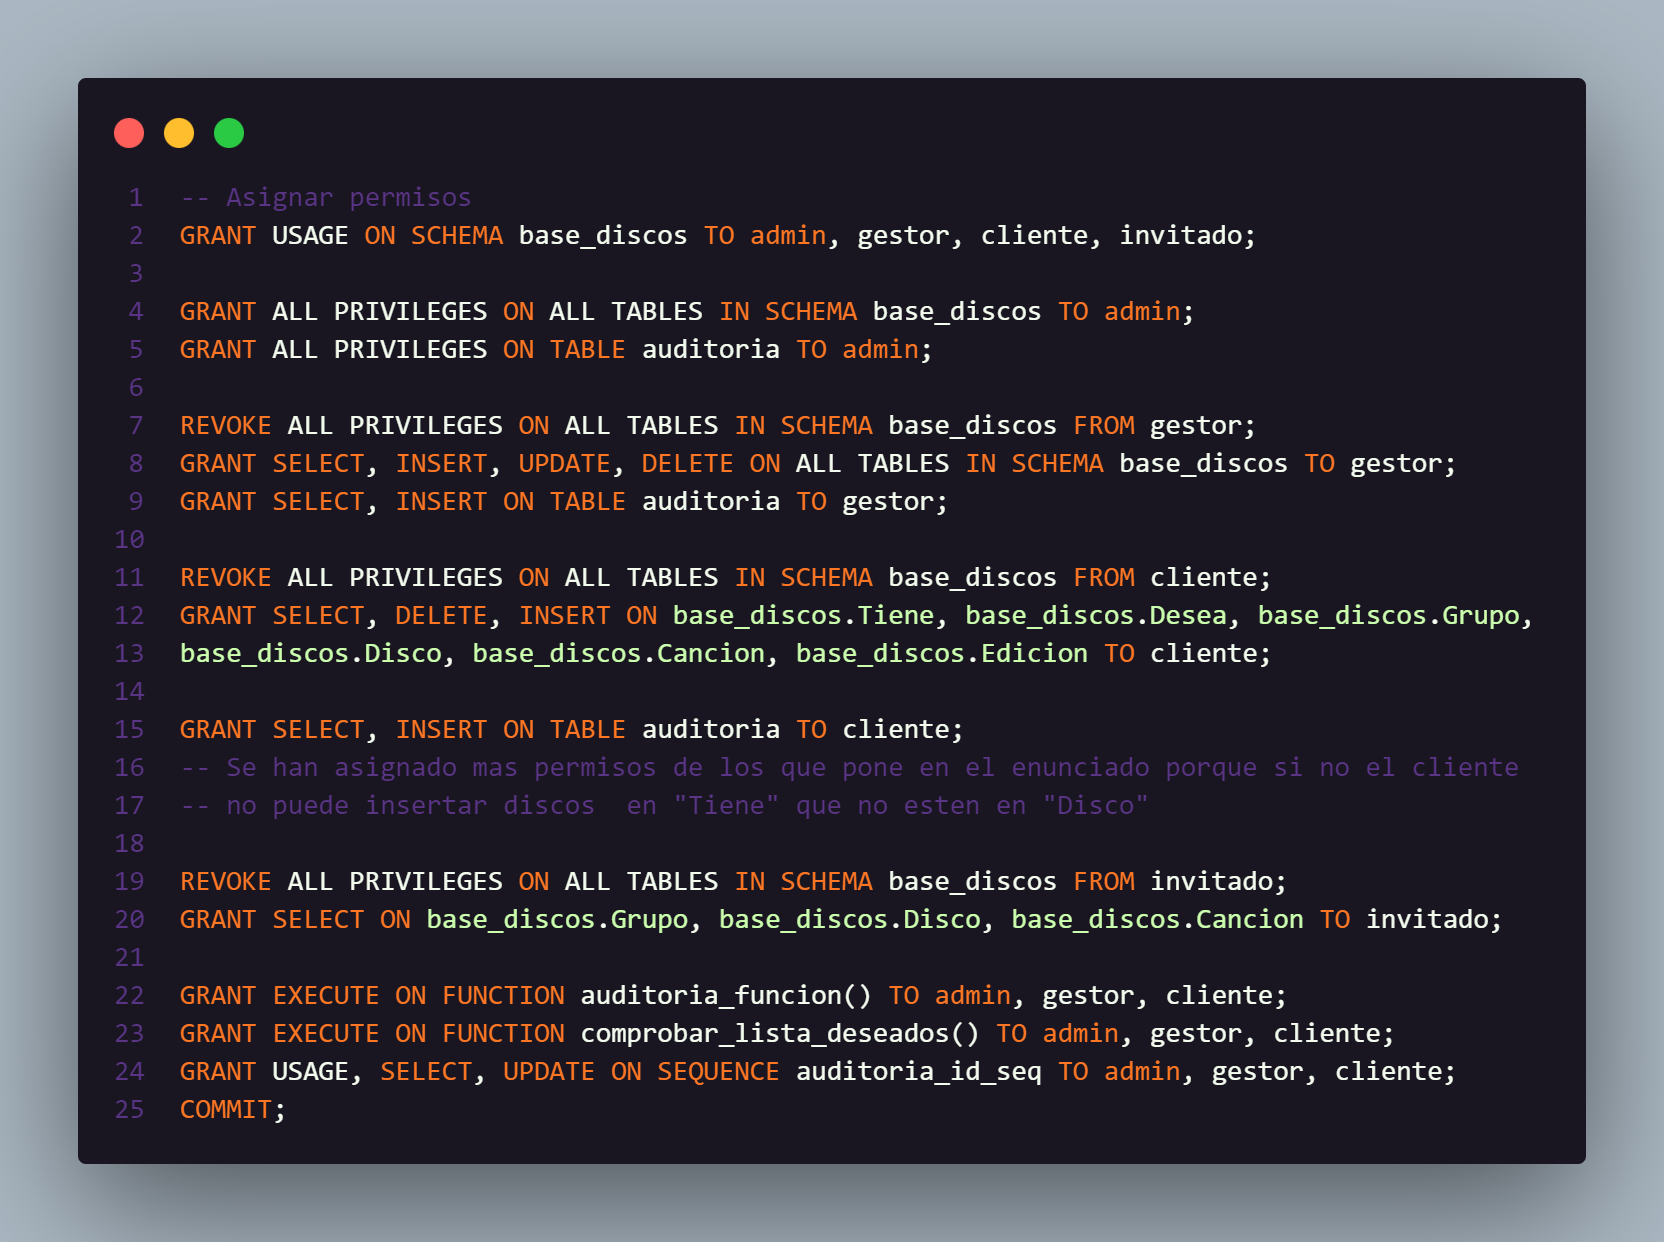 1 -- Asignar permisos
2 GRANT USAGE ON SCHEMA base_discos TO admin, gestor, cliente, invitado;
3
4 GRANT ALL PRIVILEGES ON ALL TABLES IN SCHEMA base_discos TO admin;
5 GRANT ALL PRIVILEGES ON TABLE auditoria TO admin;
6
7 REVOKE ALL PRIVILEGES ON ALL TABLES IN SCHEMA base_discos FROM gestor;
8 GRANT SELECT, INSERT, UPDATE, DELETE ON ALL TABLES IN SCHEMA base_discos TO gestor;
9 GRANT SELECT, INSERT ON TABLE auditoria TO gestor;
10
11 REVOKE ALL PRIVILEGES ON ALL TABLES IN SCHEMA base_discos FROM cliente;
12 GRANT SELECT, DELETE, INSERT ON base_discos.Tiene, base_discos.Desea, base_discos.Grupo,
13 base_discos.Disco, base_discos.Cancion, base_discos.Edicion TO cliente;
14
15 GRANT SELECT, INSERT ON TABLE auditoria TO cliente;
16 -- Se han asignado mas permisos de los que pone en el enunciado porque si no el cliente
17 -- no puede insertar discos  en "Tiene" que no esten en "Disco"
18
19 REVOKE ALL PRIVILEGES ON ALL TABLES IN SCHEMA base_discos FROM invitado;
20 GRANT SELECT ON base_discos.Grupo, base_discos.Disco, base_discos.Cancion TO invitado;
21
22 GRANT EXECUTE ON FUNCTION auditoria_funcion() TO admin, gestor, cliente;
23 GRANT EXECUTE ON FUNCTION comprobar_lista_deseados() TO admin, gestor, cliente;
24 GRANT USAGE, SELECT, UPDATE ON SEQUENCE auditoria_id_seq TO admin, gestor, cliente;
25 COMMIT;